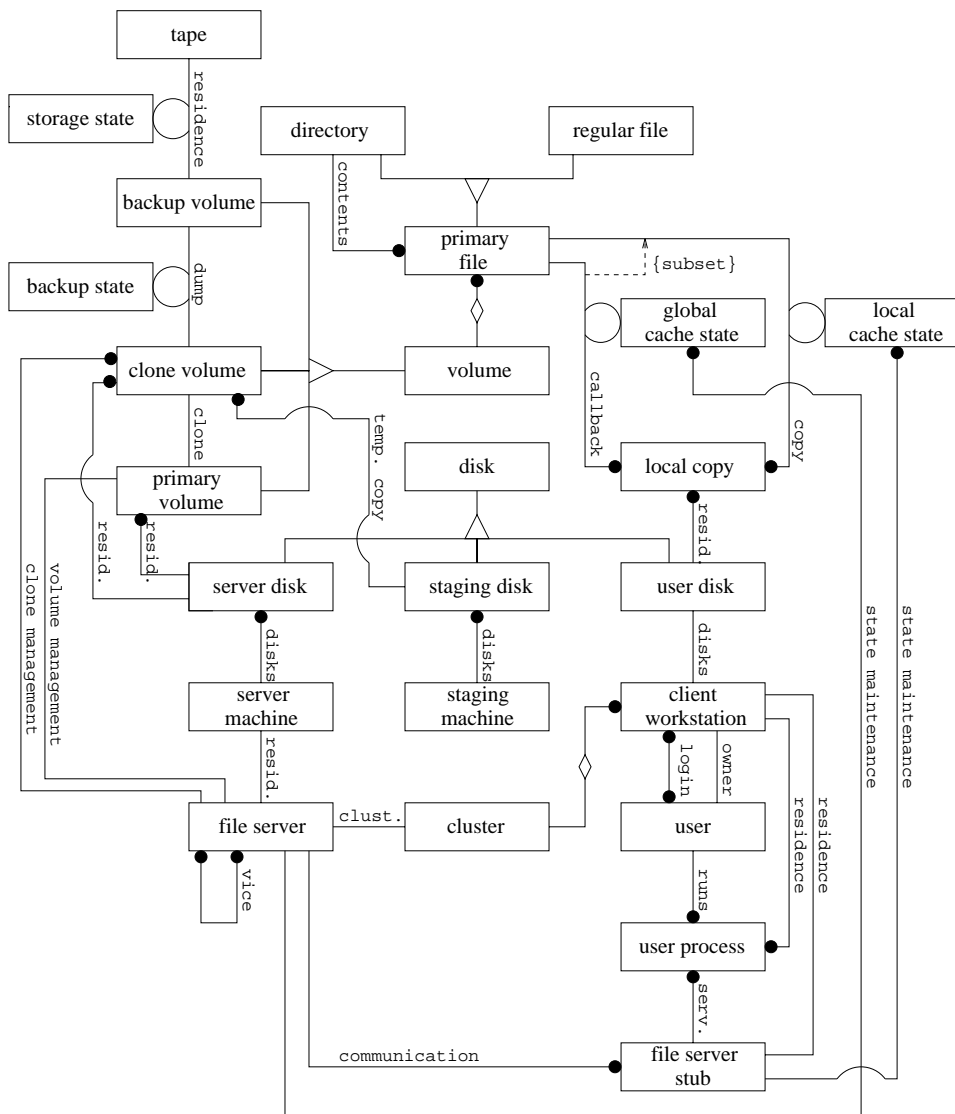 tape
residence
storage state
directory
regular file
contents
backup volume
primary
file
{subset}
dump
backup state
global
cache state
local
cache state
clone volume
volume
callback
copy
clone
temp. copy
disk
local copy
primary
volume
resid.
resid.
resid.
server disk
staging disk
user disk
clone management
volume management
disks
disks
disks
state maintenance
state maintenance
server
machine
staging
machine
client
workstation
resid.
login
owner
residence
residence
file server
clust.
cluster
user
vice
runs
user process
serv.
communication
file server
stub